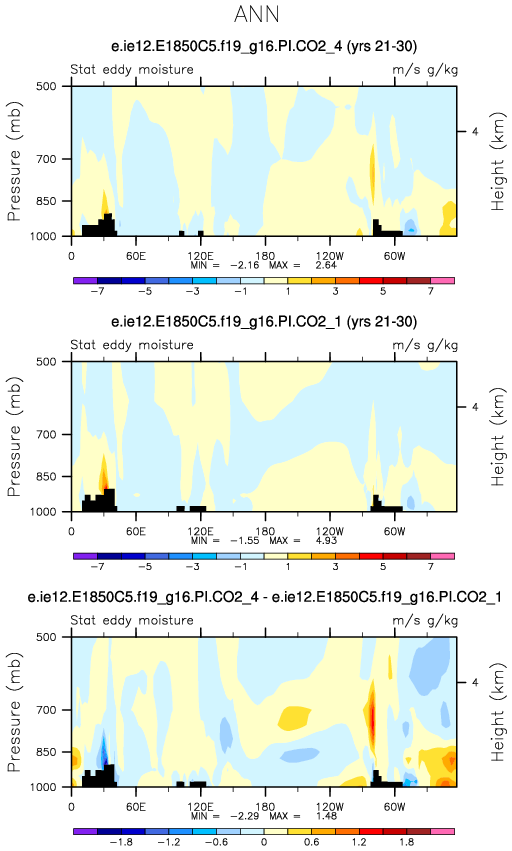 ANN
e.ie12.E1850C5.f19_g16.PI.CO2_4 (yrs 21-30)
Stat eddy moisture m/s g/kg
500
700
850
1000
Pressure (mb)
4
Height (km)
0 60E 120E 180 120W 60W
MIN = -2.16 MAX = 2.64
-7 -5 -3 -1 1 3 5 7
e.ie12.E1850C5.f19_g16.PI.CO2_1 (yrs 21-30)
Stat eddy moisture m/s g/kg
500
700
850
1000
Pressure (mb)
4
Height (km)
0 60E 120E 180 120W 60W
MIN = -1.55 MAX = 4.93
-7 -5 -3 -1 1 3 5 7
e.ie12.E1850C5.f19_g16.PI.CO2_4 - e.ie12.E1850C5.f19_g16.PI.CO2_1
Stat eddy moisture m/s g/kg
500
700
850
1000
Pressure (mb)
4
Height (km)
0 60E 120E 180 120W 60W
MIN = -2.29 MAX = 1.48
-1.8 -1.2 -0.6 0 0.6 1.2 1.8